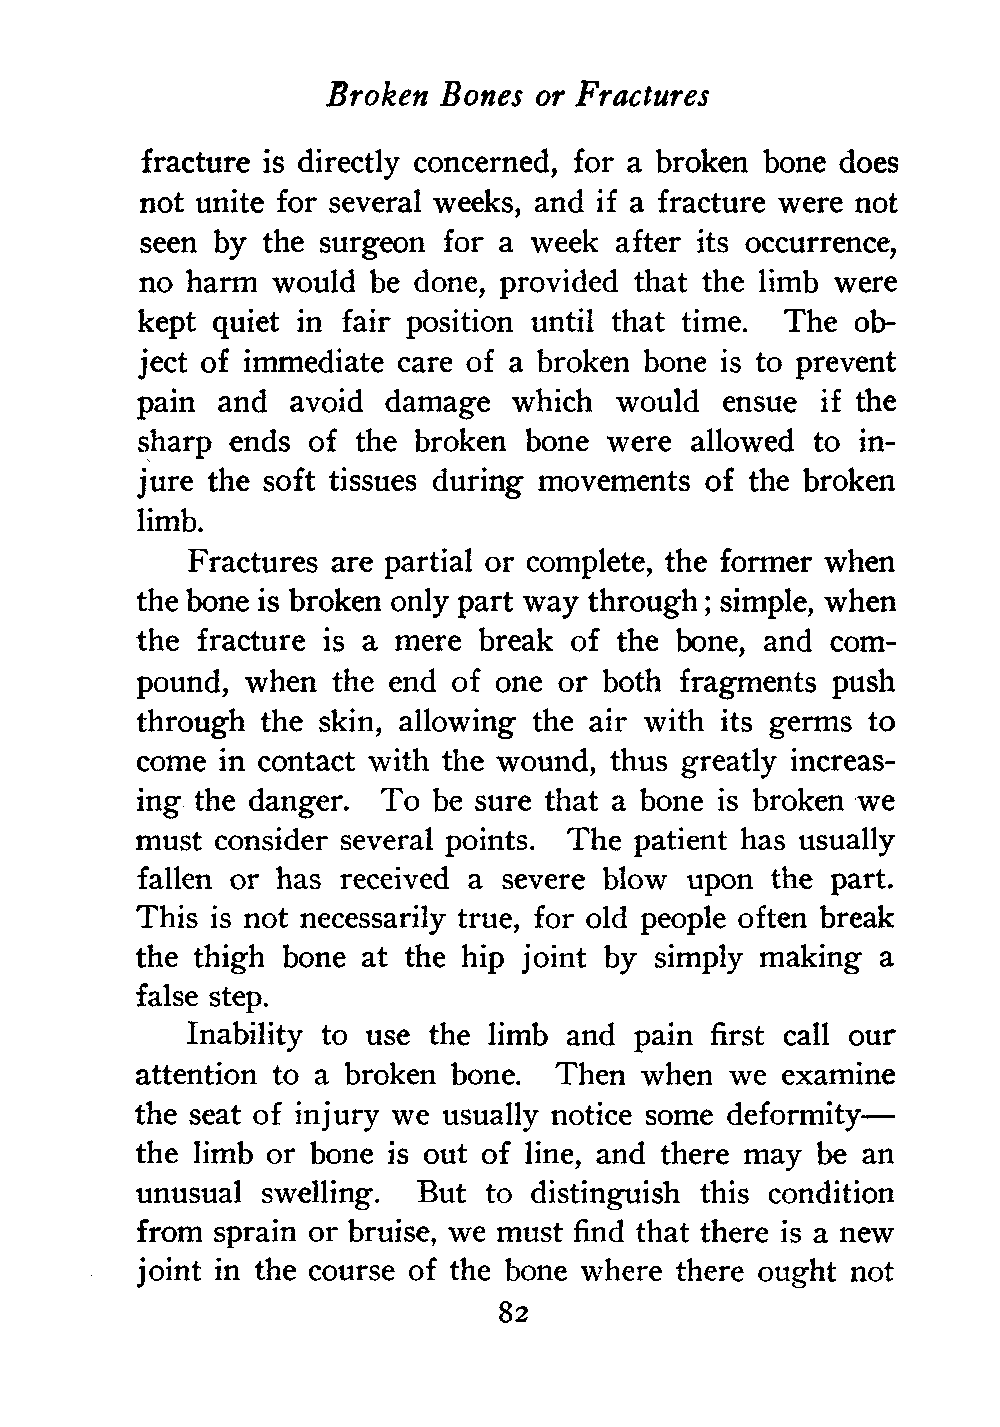 Broken Bones or Fractures
fracture is directly concerned, for a broken bone does
not unite for several weeks, and if a fracture were not
seen by the surgeon for a week after its occurrence,
no harm would be done, provided that the limb were
kept quiet in fair position until that time. The ob-
ject of immediate care of a broken bone is to prevent
pain and avoid damage which would ensue if the
sharp ends of the broken bone were allowed to in-
jure the soft tissues during movements of the broken
limb.
Fractures are partial or complete, the former when
the bone is broken only part way through; simple, when
the fracture is a mere break of the bone, and com-
pound, when the end of one or both fragments push
through the skin, allowing the air with its germs to
come in contact with the wound, thus greatly increas-
ing the danger. To be sure that a bone is broken we
must consider several points. The patient has usually
fallen or has received a severe blow upon the part.
This is not necessarily true, for old people often break
the thigh bone at the hip joint by simply making a
false step.
Inability to use the limb and pain first call our
attention to a broken bone. Then when we examine
the seat of injury we usually notice some deformity—
the limb or bone is out of line, and there may be an
unusual swelling. But to distinguish this condition
from sprain or bruise, we must find that there is a new
joint in the course of the bone where there ought not
82